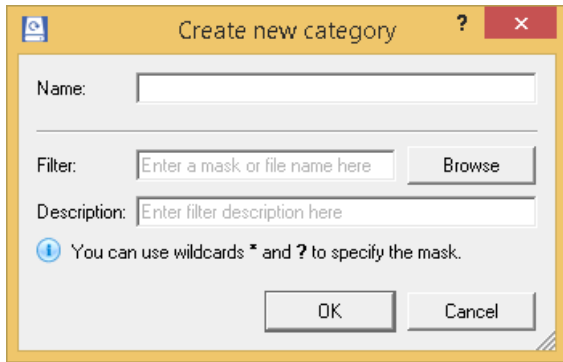 Create new category ? ×
Name:
Filter: Enter a mask or file name here Browse
Description: Enter filter description here
You can use wildcards * and ? to specify the mask.
OK Cancel